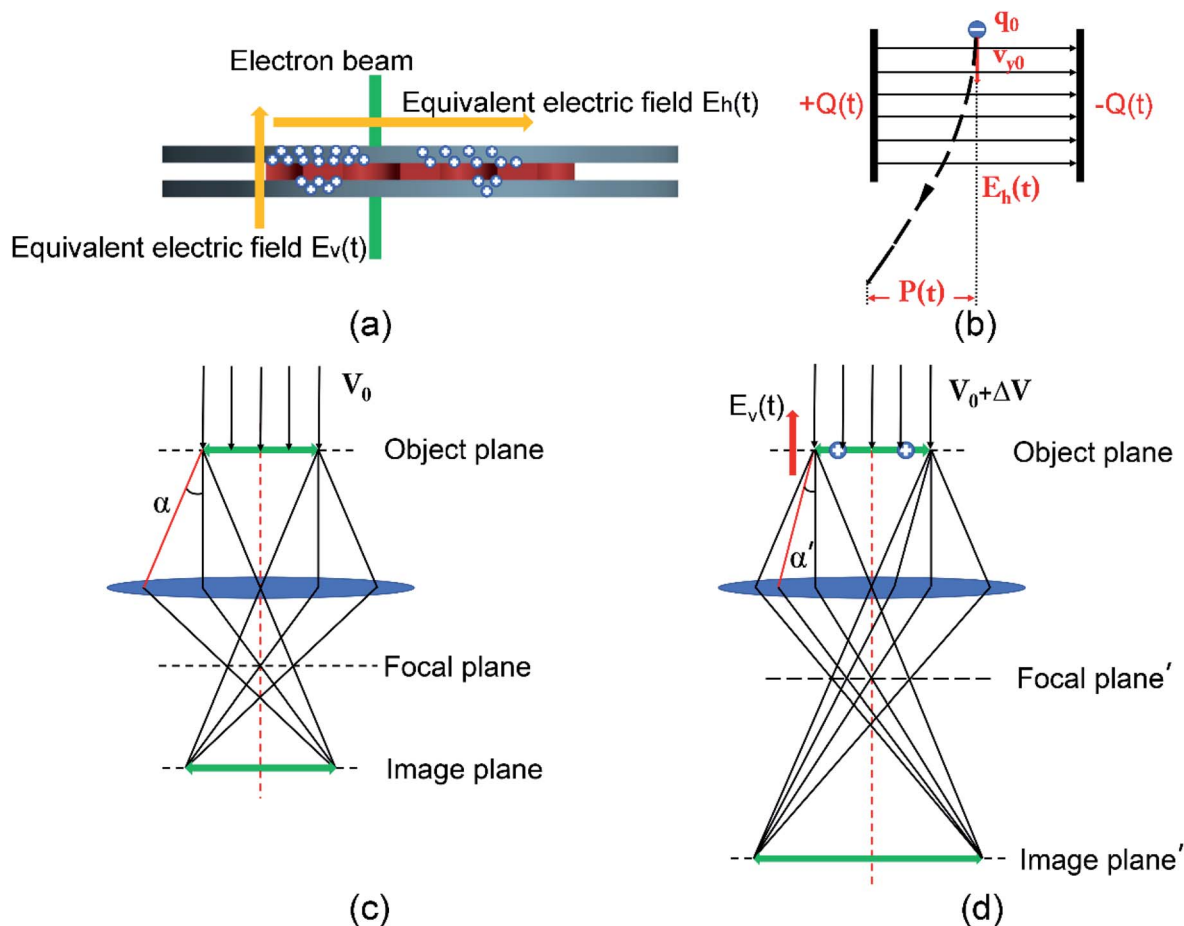 Electron beam
Equivalent electric field Eh(t)
Equivalent electric field Ev(t)
(a)
q0
vy0
+Q(t)
-Q(t)
Eh(t)
P(t)
(b)
V0
Object plane
α
Focal plane
Image plane
(c)
Ev(t)
V0+ΔV
Object plane
α′
Focal plane′
Image plane′
(d)